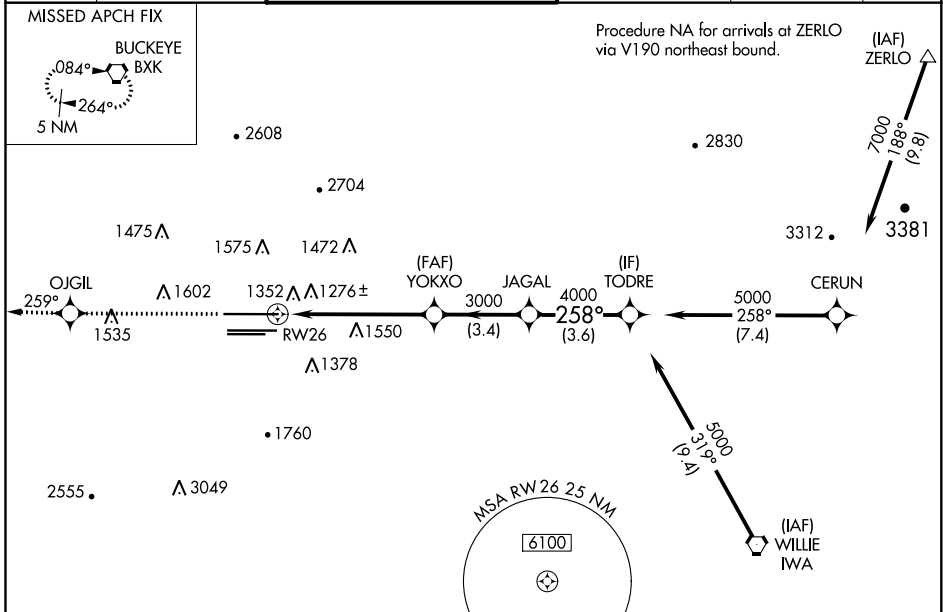 MISSED APCH FIX
BUCKEYE
BXK
084°
264°
5 NM
Procedure NA for arrivals at ZERLO
via V190 northeast bound.
(IAF)
ZERLO
7000
188°
(9.8)
2608
2830
2704
3381
3312
1475
1575
1472
OJGIL
(FAF)
YOKXO
JAGAL
(IF)
TODRE
CERUN
259°
1602
1352
1276±
3000
(3.4)
4000
258°
(3.6)
5000
258°
(7.4)
1535
RW26
1550
1378
5000
319°
(9.4)
1760
2555
3049
MSA RW 26 25 NM
6100
(IAF)
WILLIE
IWA